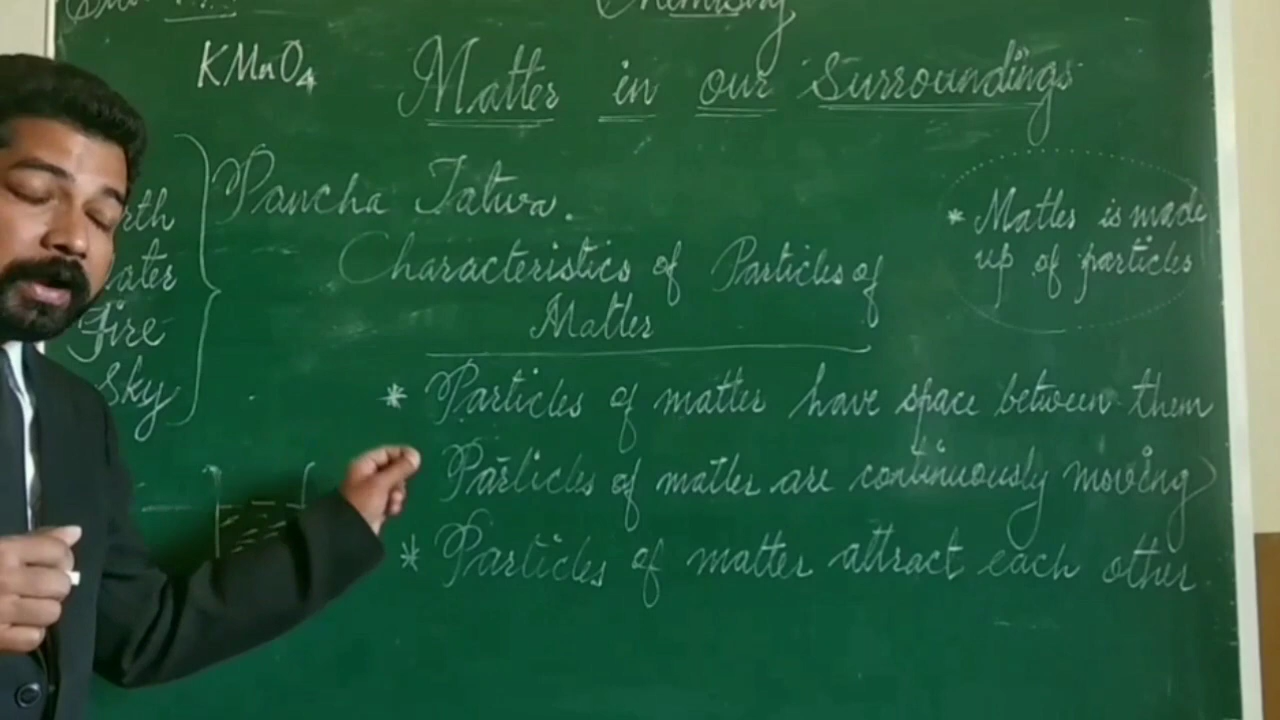 Chemistry
KMnO4
Matter in our Surroundings
Pancha Tatwa.
rth
ater
Fire
Sky
* Matter is made
up of particles
Characteristics of Particles of
Matter
* Particles of matter have space between them
Particles of matter are continuously moving
* Particles of matter attract each other